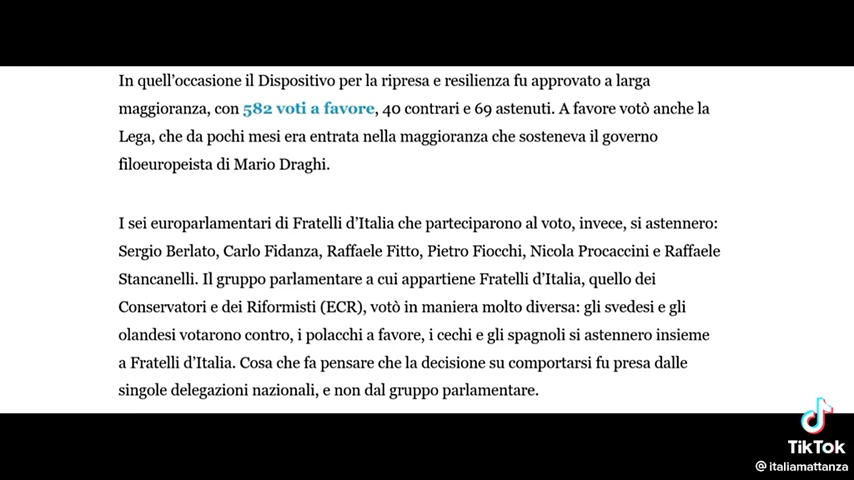 In quell’occasione il Dispositivo per la ripresa e resilienza fu approvato a larga
maggioranza, con 582 voti a favore, 40 contrari e 69 astenuti. A favore votò anche la
Lega, che da pochi mesi era entrata nella maggioranza che sosteneva il governo
filoeuropeista di Mario Draghi.
I sei europarlamentari di Fratelli d’Italia che parteciparono al voto, invece, si astennero:
Sergio Berlato, Carlo Fidanza, Raffaele Fitto, Pietro Fiocchi, Nicola Procaccini e Raffaele
Stancanelli. Il gruppo parlamentare a cui appartiene Fratelli d’Italia, quello dei
Conservatori e dei Riformisti (ECR), votò in maniera molto diversa: gli svedesi e gli
olandesi votarono contro, i polacchi a favore, i cechi e gli spagnoli si astennero insieme
a Fratelli d’Italia. Cosa che fa pensare che la decisione su comportarsi fu presa dalle
singole delegazioni nazionali, e non dal gruppo parlamentare.
TikTok
@italiamattanza